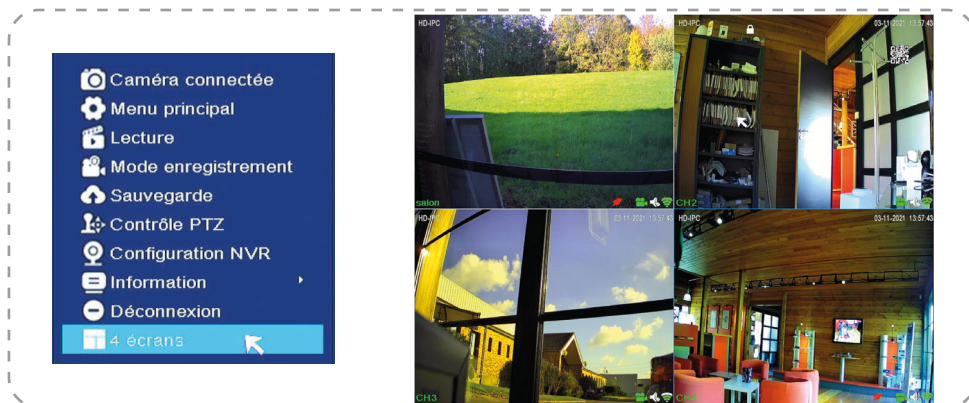 Caméra connectée
Menu principal
Lecture
Mode enregistrement
Sauvegarde
Contrôle PTZ
Configuration NVR
Information
Déconnexion
4 écrans
HD-IPC
HD-IPC 03-11-2021 13:57:43
salon
CH2
HD-IPC 03-11-2021 13:57:43
HD-IPC 03-11-2021 13:57:43
CH3
CH4